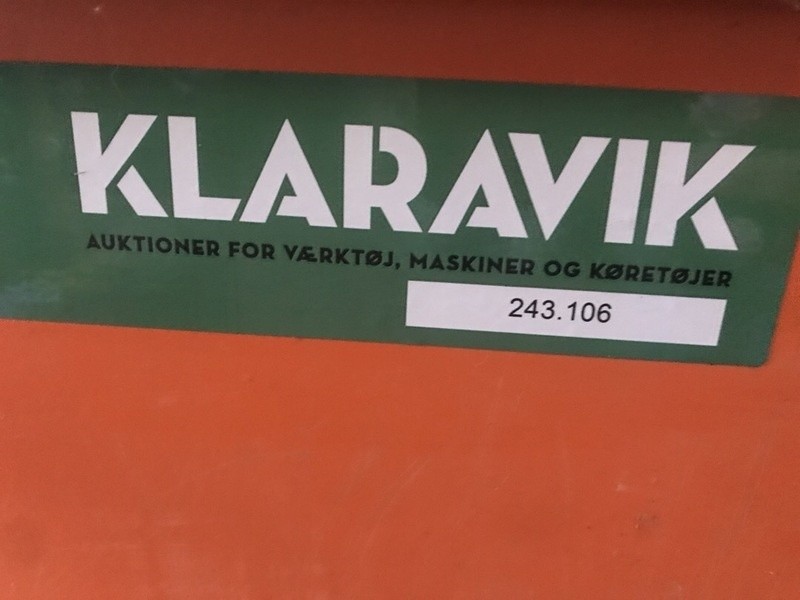 KLARAVIK
AUKTIONER FOR VÆRKTØJ, MASKINER OG KØRETØJER
243.106